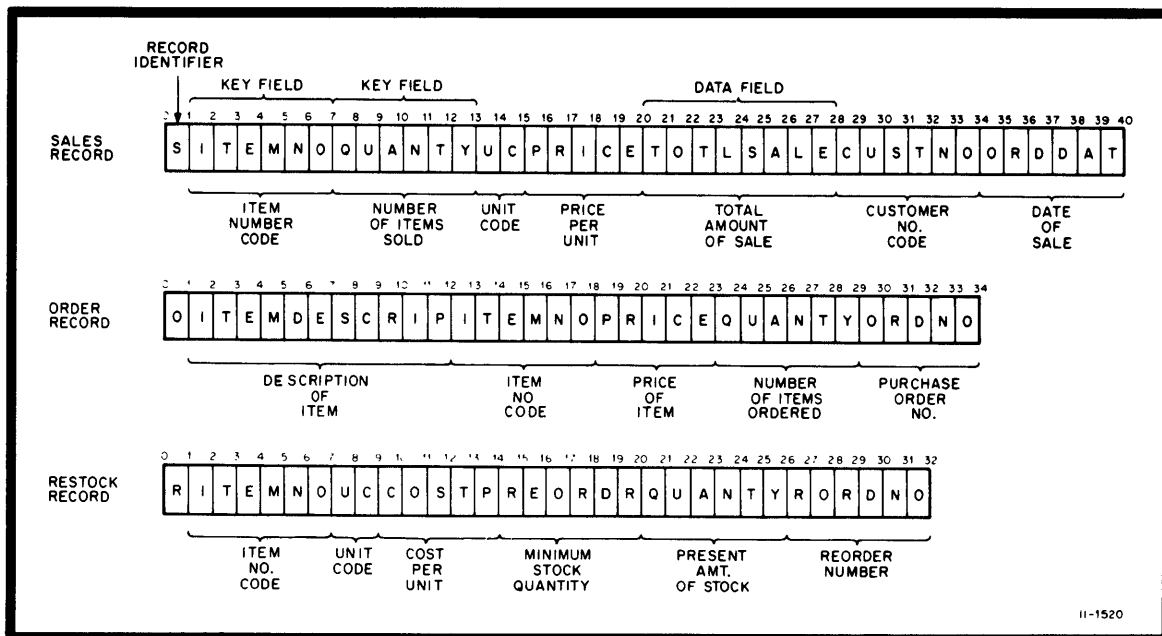 RECORD
IDENTIFIER
KEY FIELD KEY FIELD DATA FIELD
0 1 2 3 4 5 6 7 8 9 10 11 12 13 14 15 16 17 18 19 20 21 22 23 24 25 26 27 28 29 30 31 32 33 34 35 36 37 38 39 40
SALES
RECORD
S I T E M N O Q U A N T Y U C P R I C E T O T L S A L E C U S T N O O R D D A T
ITEM
NUMBER
CODE
NUMBER
OF ITEMS
SOLD
UNIT
CODE
PRICE
PER
UNIT
TOTAL
AMOUNT
OF SALE
CUSTOMER
NO.
CODE
DATE
OF
SALE
0 1 2 3 4 5 6 7 8 9 10 11 12 13 14 15 16 17 18 19 20 21 22 23 24 25 26 27 28 29 30 31 32 33 34
ORDER
RECORD
O I T E M D E S C R I P I T E M N O P R I C E Q U A N T Y O R D N O
DESCRIPTION
OF
ITEM
ITEM
NO
CODE
PRICE
OF
ITEM
NUMBER
OF ITEMS
ORDERED
PURCHASE
ORDER
NO.
0 1 2 3 4 5 6 7 8 9 10 11 12 13 14 15 16 17 18 19 20 21 22 23 24 25 26 27 28 29 30 31 32
RESTOCK
RECORD
R I T E M N O U C C O S T P R E O R D R Q U A N T Y R O R D N O
ITEM
NO.
CODE
UNIT
CODE
COST
PER
UNIT
MINIMUM
STOCK
QUANTITY
PRESENT
AMT.
OF STOCK
REORDER
NUMBER
11-1520